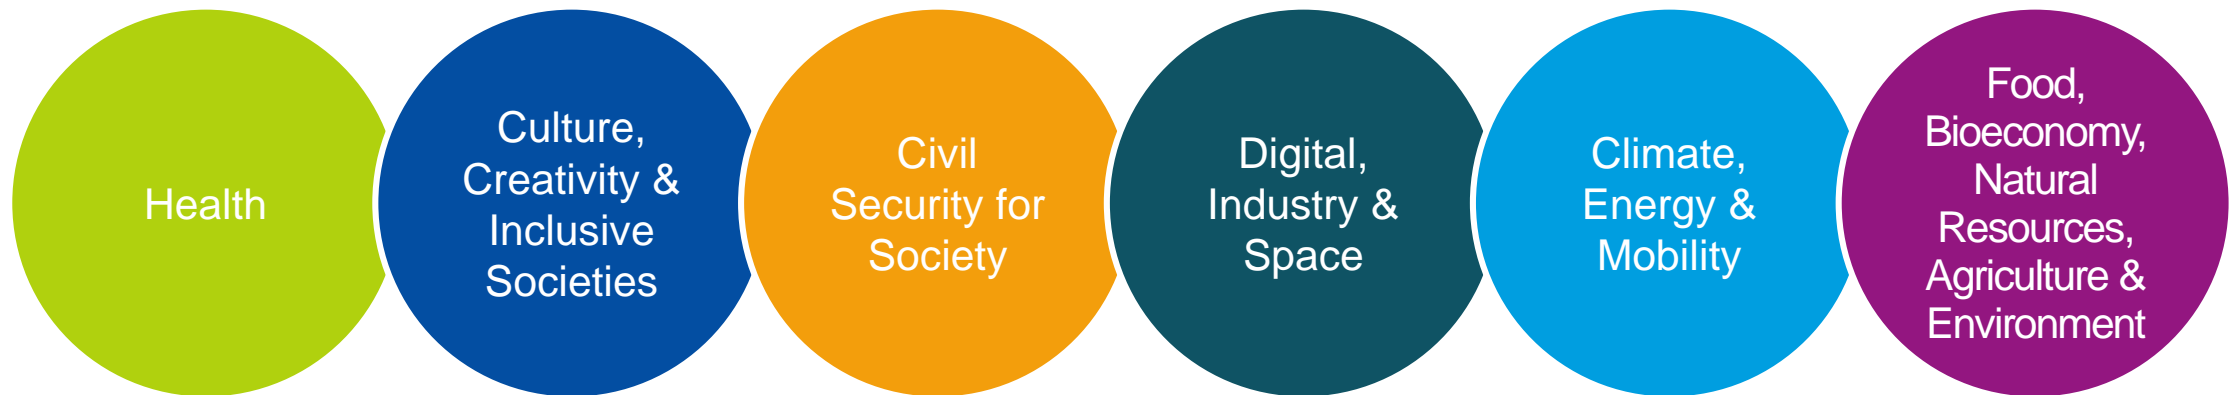 Health
Culture,
Creativity &
Inclusive
Societies
Civil
Security for
Society
Digital,
Industry &
Space
Climate,
Energy &
Mobility
Food,
Bioeconomy,
Natural
Resources,
Agriculture &
Environment